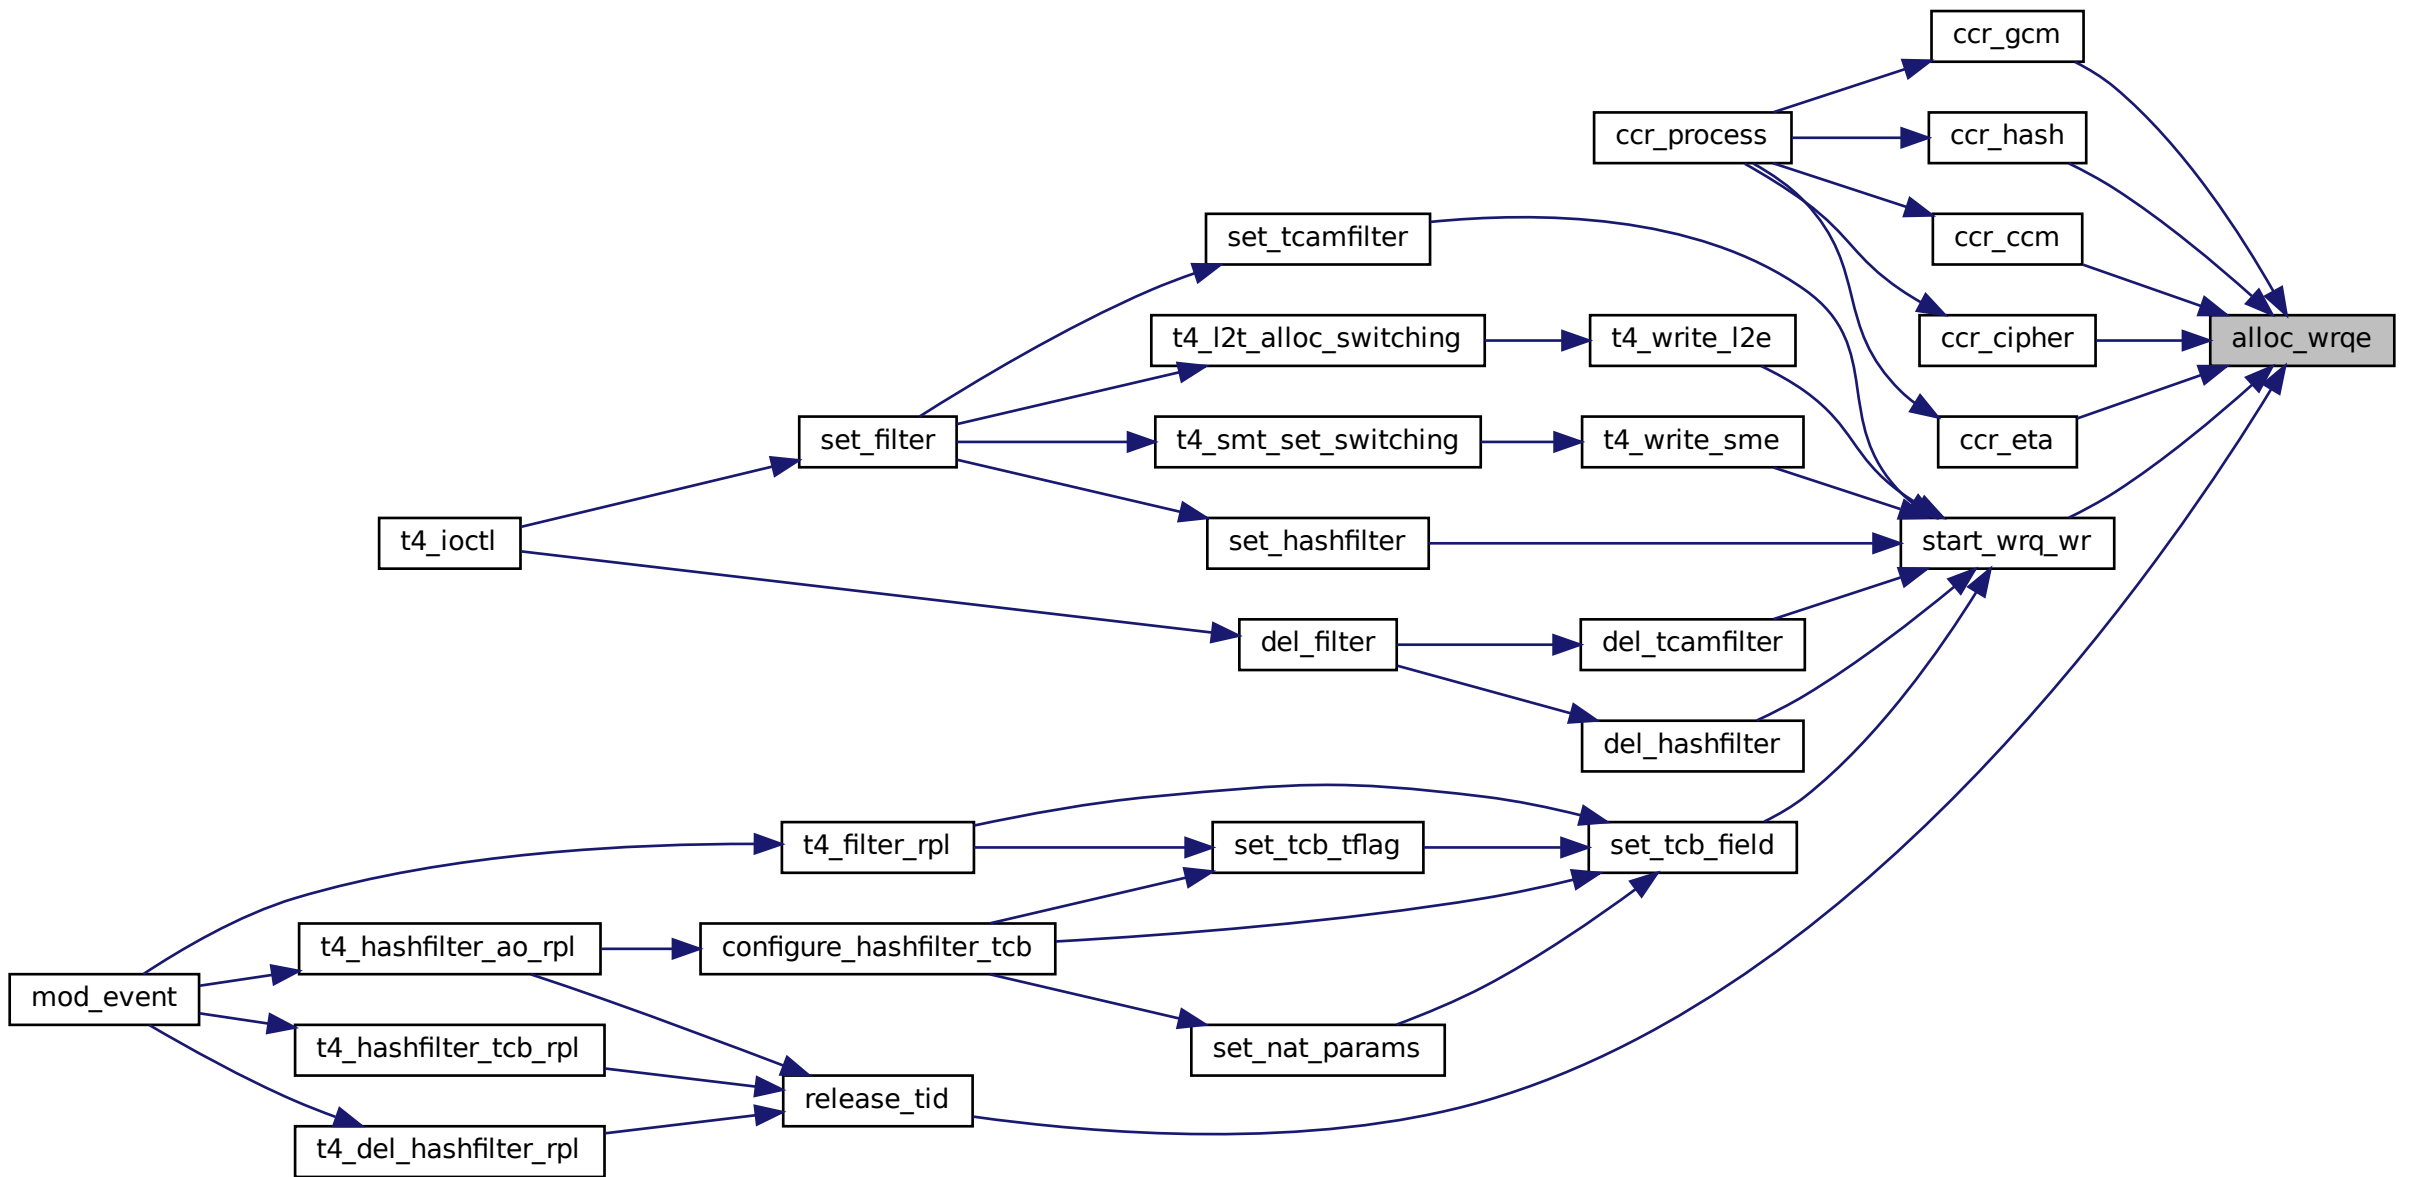 ccr_gcm
ccr_process
ccr_hash
set_tcamfilter
ccr_ccm
t4_l2t_alloc_switching
t4_write_l2e
ccr_cipher
alloc_wrqe
set_filter
t4_smt_set_switching
t4_write_sme
ccr_eta
t4_ioctl
set_hashfilter
start_wrq_wr
del_filter
del_tcamfilter
del_hashfilter
t4_filter_rpl
set_tcb_tflag
set_tcb_field
t4_hashfilter_ao_rpl
configure_hashfilter_tcb
mod_event
t4_hashfilter_tcb_rpl
set_nat_params
release_tid
t4_del_hashfilter_rpl